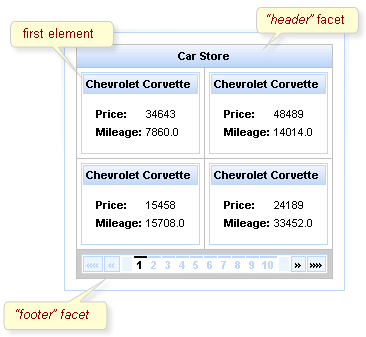 "header" facet
first element
Car Store
Chevrolet Corvette
Price: 34643
Mileage: 7860.0
Chevrolet Corvette
Price: 48489
Mileage: 14014.0
Chevrolet Corvette
Price: 15458
Mileage: 15708.0
Chevrolet Corvette
Price: 24189
Mileage: 33452.0
«« « 1 2 3 4 5 6 7 8 9 10 » »»
"footer" facet